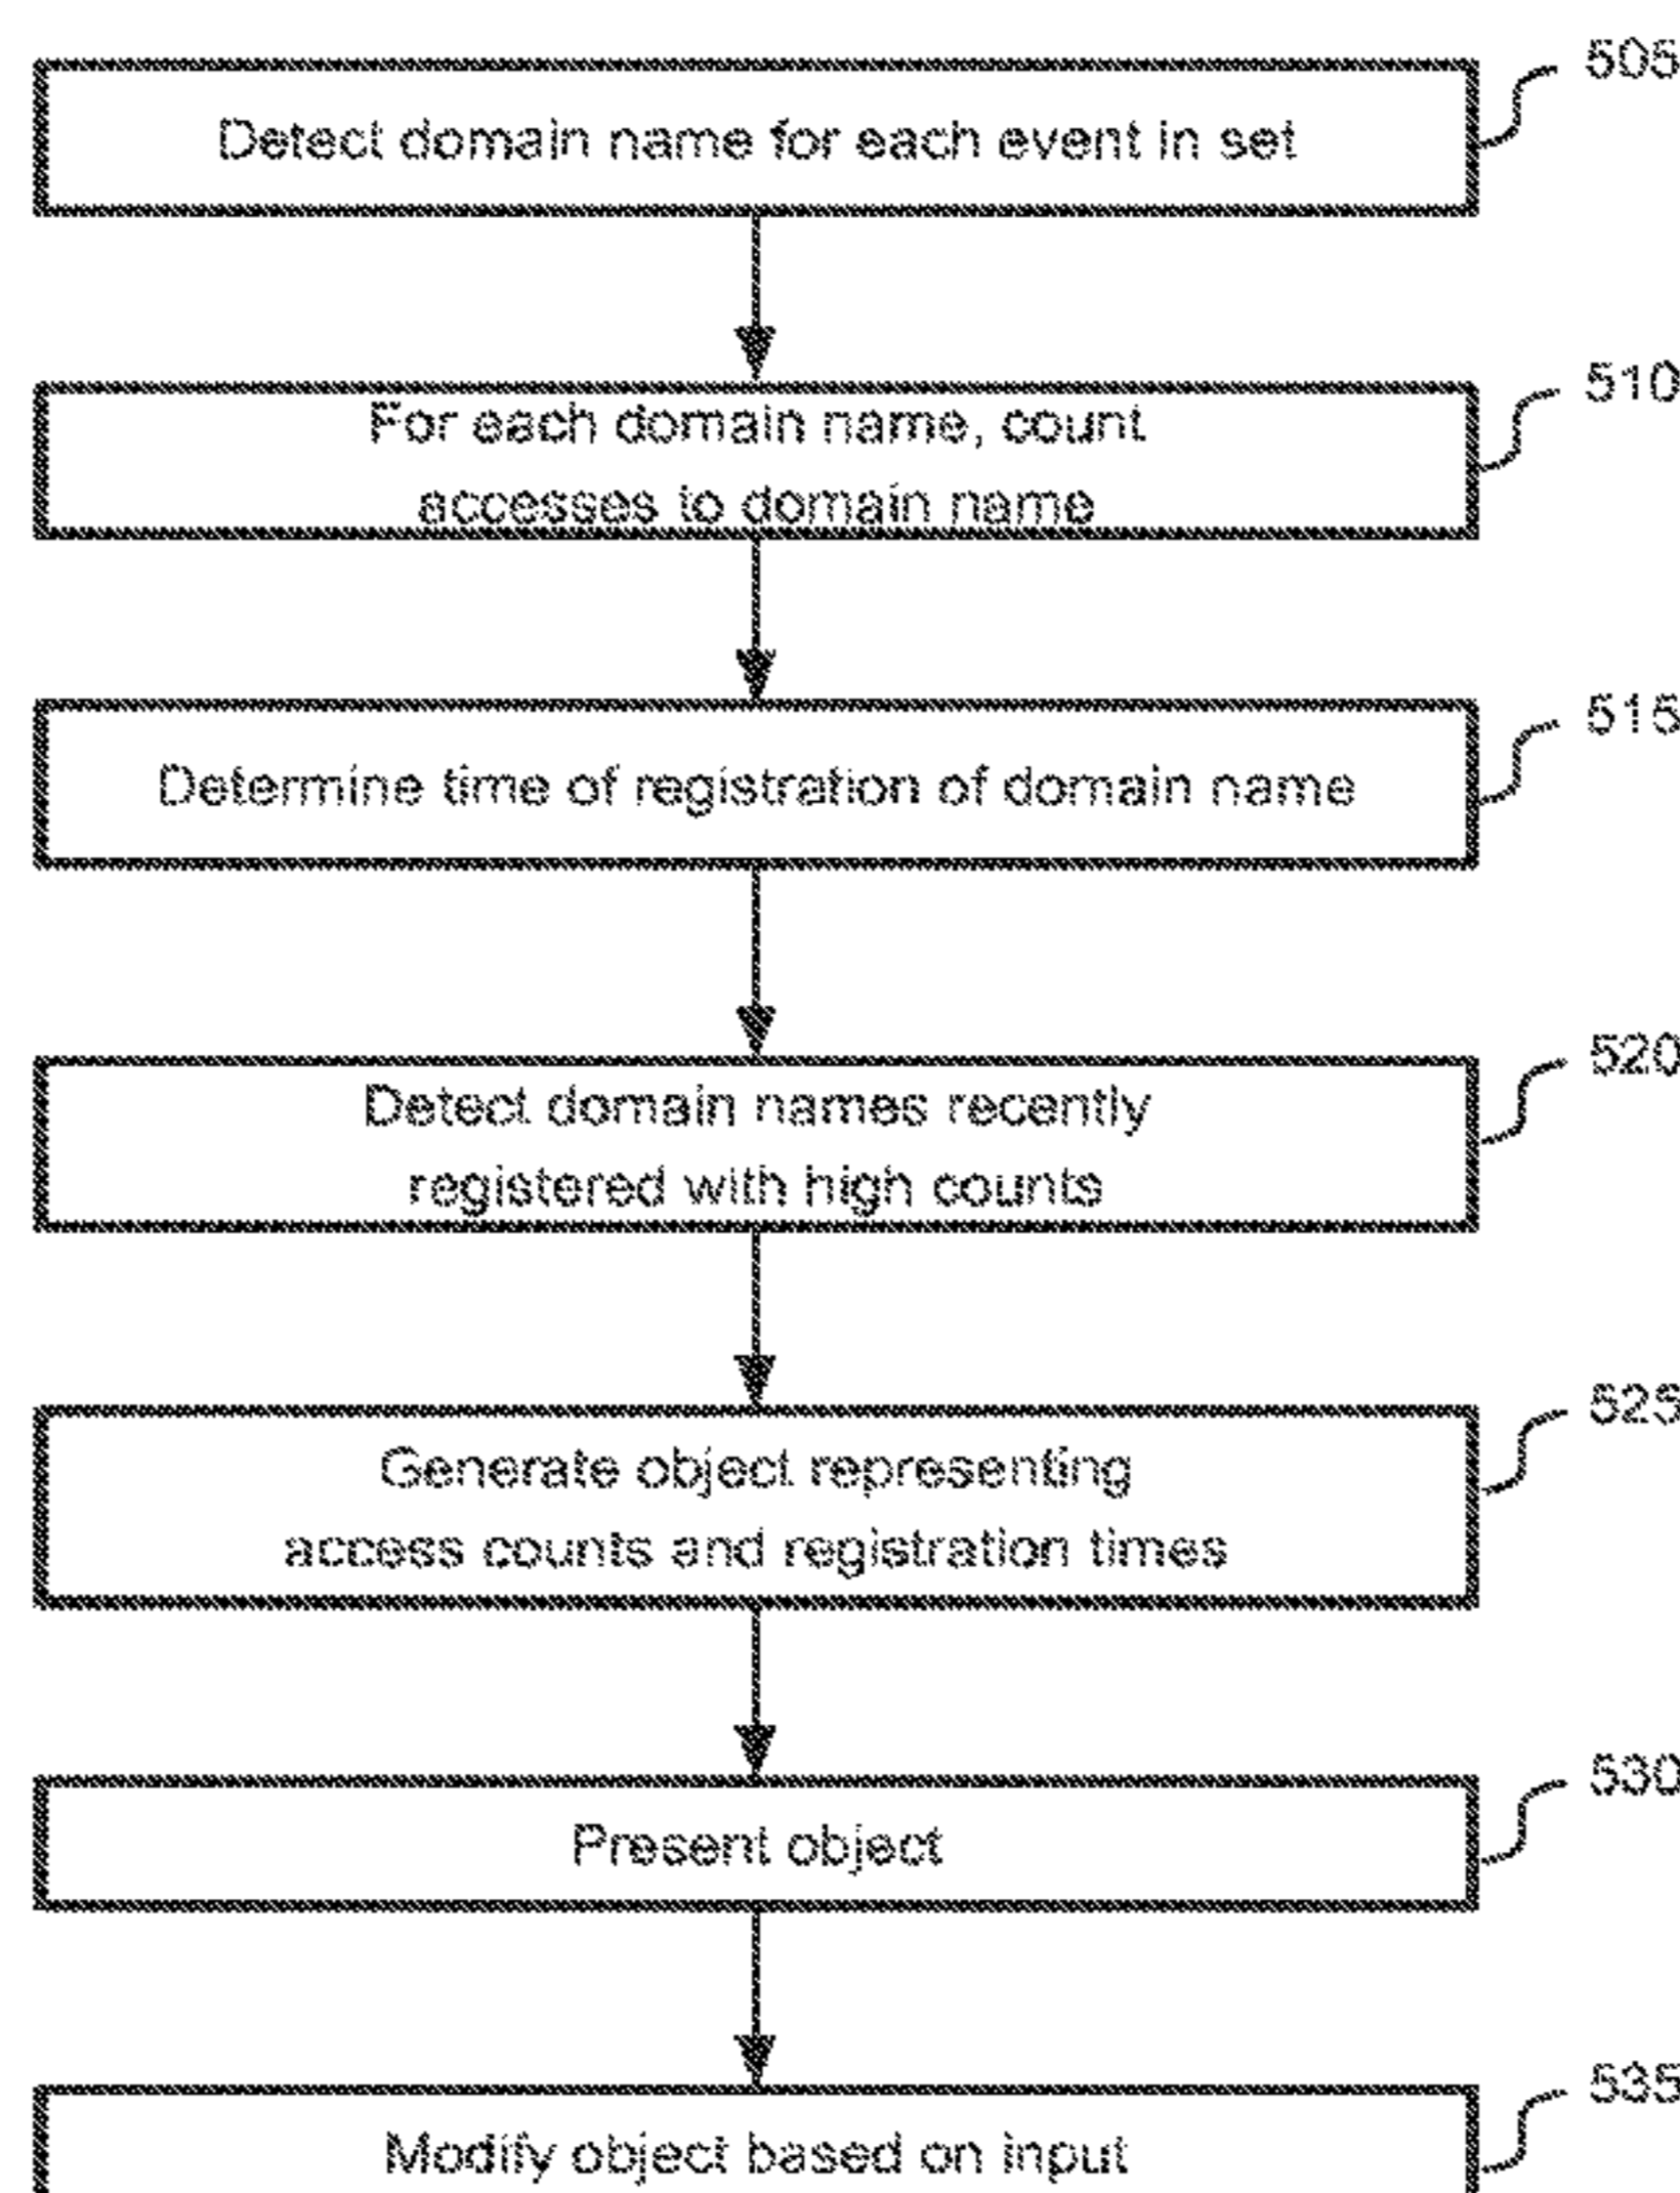 505
Detect domain name for each event in set
510
For each domain name, count
accesses to domain name
515
Determine time of registration of domain name
520
Detect domain names recently
registered with high counts
525
Generate object representing
access counts and registration times
530
Present object
535
Modify object based on input